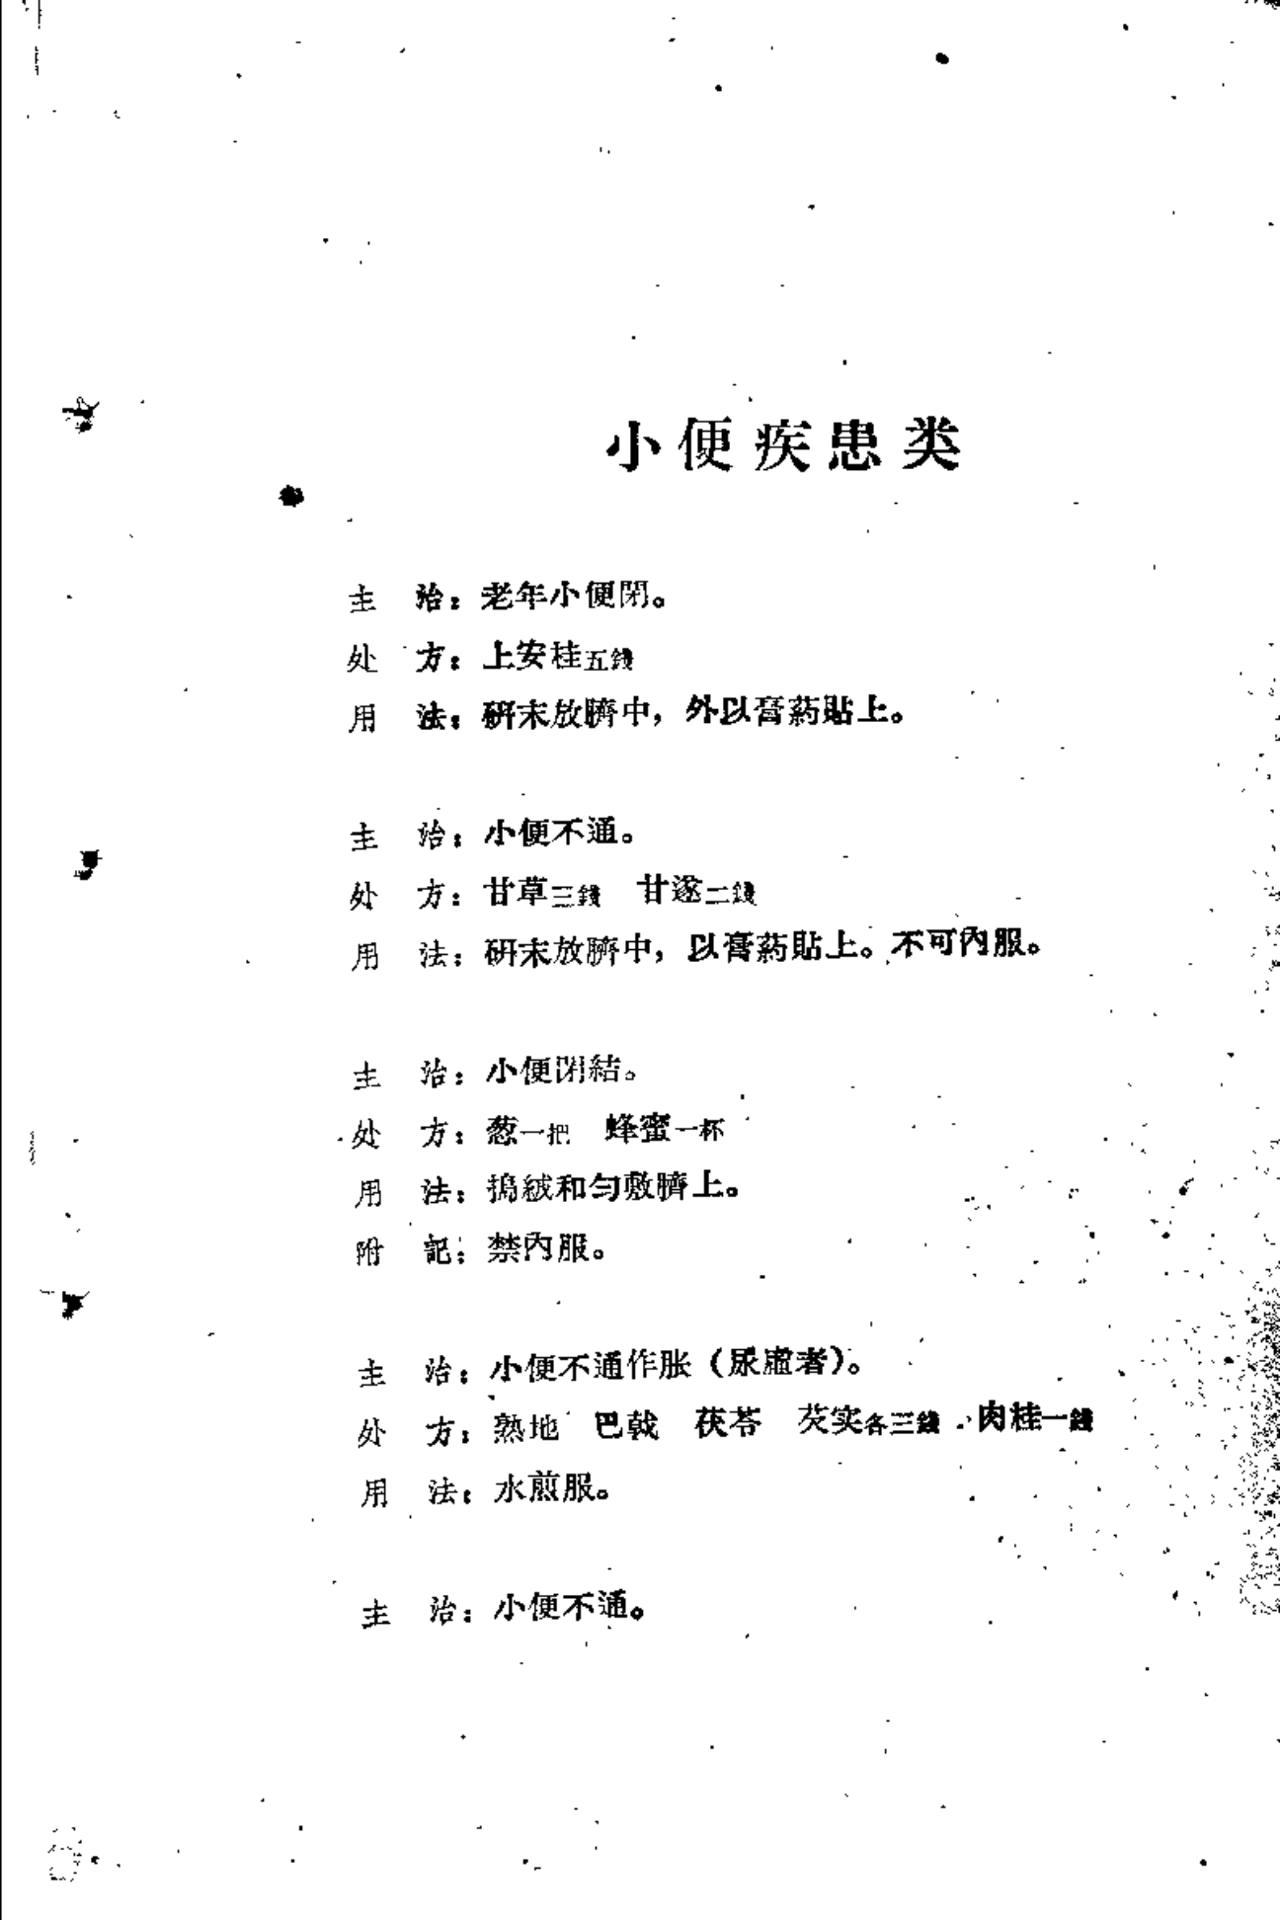 小便疾患类
主　治：老年小便閉。
处　方：上安桂五錢
用　法：研末放臍中，外以膏葯貼上。
主　治：小便不通。
处　方：甘草三錢　甘遂二錢
用　法：研末放臍中，以膏葯貼上。不可內服。
主　治：小便閉結。
处　方：葱一把　蜂蜜一杯
用　法：搗絨和匀敷臍上。
附　記：禁內服。
主　治：小便不通作胀（尿虛者）。
处　方：熟地　巴戟　茯苓　芡实各三錢　肉桂一錢
用　法：水煎服。
主　治：小便不通。